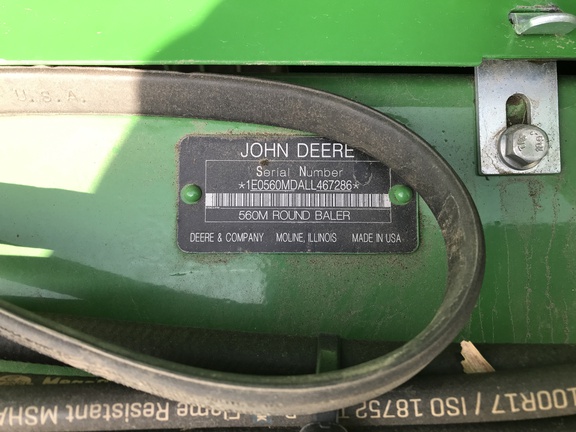 U.S.A.
JOHN DEERE
Serial Number
*1E0560MDALL467286*
560M ROUND BALER
DEERE & COMPANY MOLINE, ILLINOIS MADE IN USA
100R17 / ISO 18752
Flame Resistant MSHA